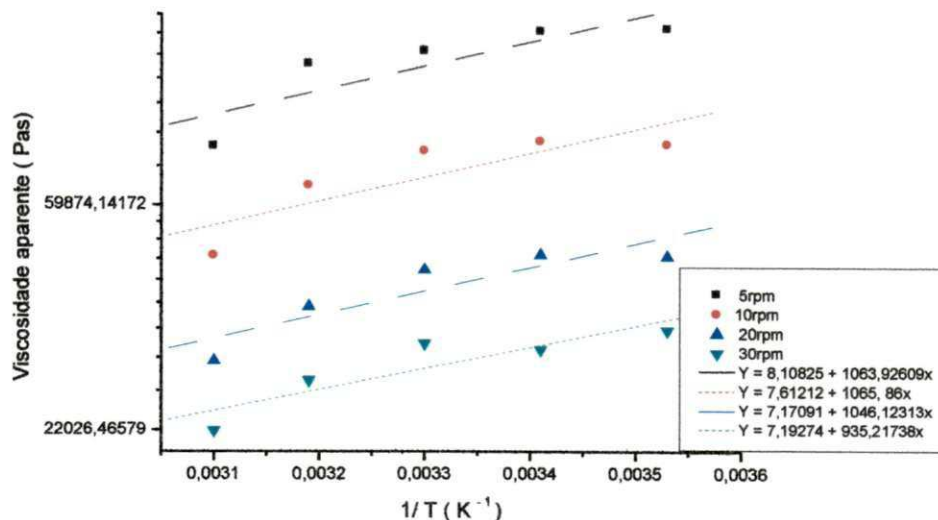 Viscosidade aparente ( Pas)
59874,14172
22026,46579
0,0031 0,0032 0,0033 0,0034 0,0035 0,0036
1/ T ( K⁻¹ )
5rpm
10rpm
20rpm
30rpm
Y = 8,10825 + 1063,92609x
Y = 7,61212 + 1065, 86x
Y = 7,17091 + 1046,12313x
Y = 7,19274 + 935,21738x